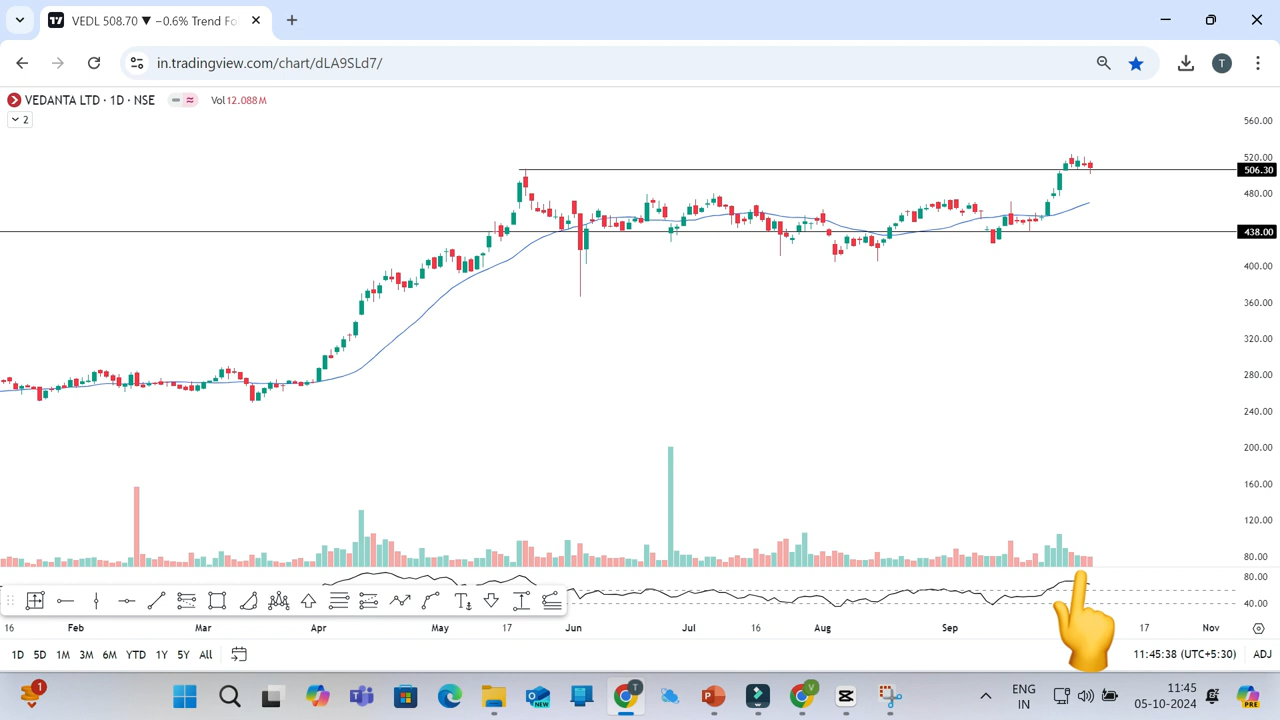 VEDL 508.70 ▼ −0.6% Trend Fo
in.tradingview.com/chart/dLA9SLd7/
T
VEDANTA LTD · 1D · NSE
Vol 12.088 M
2
560.00
520.00
506.30
480.00
438.00
400.00
360.00
320.00
280.00
240.00
200.00
160.00
120.00
80.00
80.00
40.00
16 Feb Mar Apr May 17 Jun Jul 16 Aug Sep 17 Nov
1D 5D 1M 3M 6M YTD 1Y 5Y All
11:45:38 (UTC+5:30) ADJ
1
T
V
NEW
ENG
IN
11:45
05-10-2024
PRE